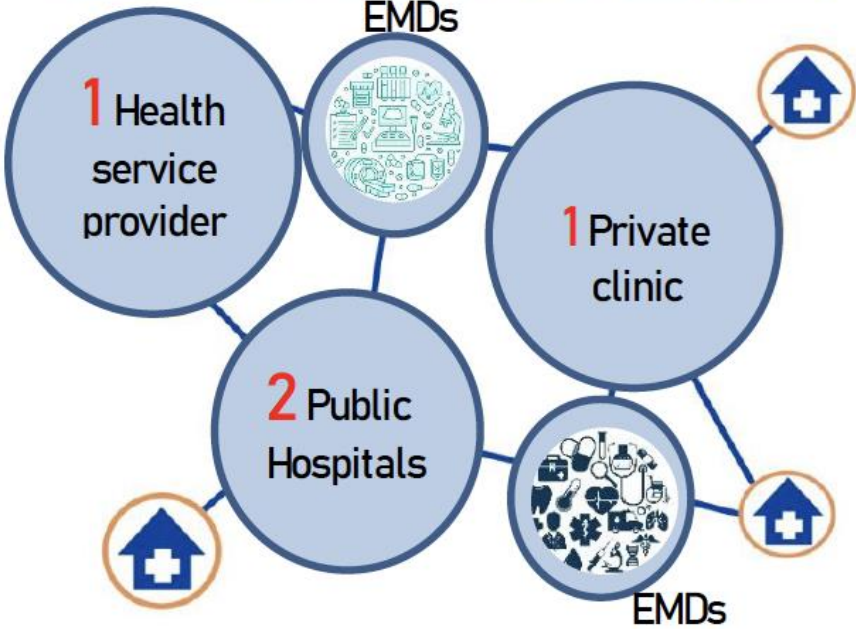 EMDs
1 Health
service
provider
1 Private
clinic
2 Public
Hospitals
EMDs